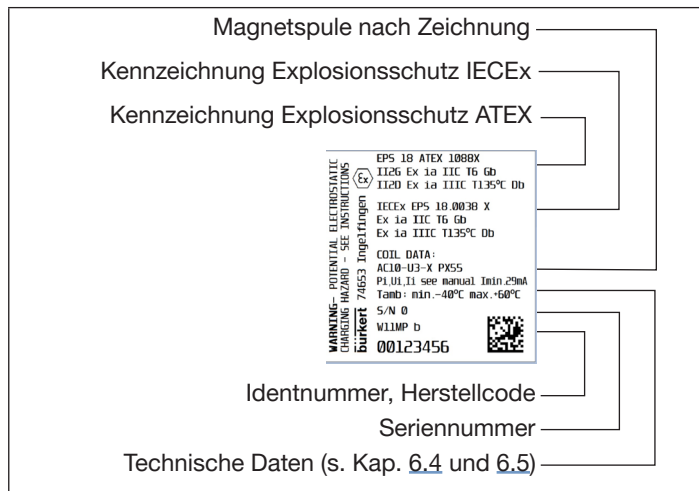 Magnetspule nach Zeichnung
Kennzeichnung Explosionsschutz IECEx
Kennzeichnung Explosionsschutz ATEX
WARNING– POTENTIAL ELECTROSTATIC
CHARGING HAZARD – SEE INSTRUCTIONS
bürkert 74653 Ingelfingen
Ex
EPS 18 ATEX 1088X
II2G Ex ia IIC T6 Gb
II2D Ex ia IIIC T135°C Db
IECEx EPS 18.0038 X
Ex ia IIC T6 Gb
Ex ia IIIC T135°C Db
COIL DATA:
AC10-U3-X PX55
Pi,Ui,Ii see manual Imin.29mA
Tamb: min.-40°C max.+60°C
S/N 0
W11MP b
00123456
Identnummer, Herstellcode
Seriennummer
Technische Daten (s. Kap. 6.4 und 6.5)